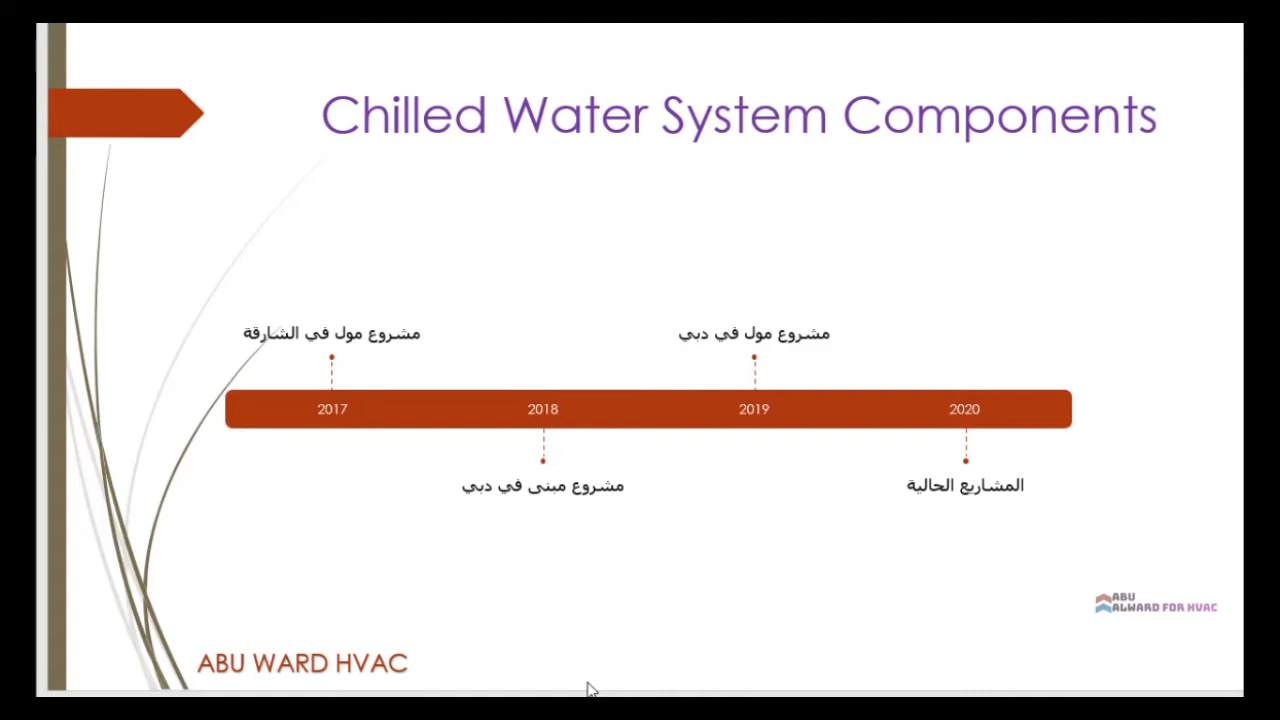 Chilled Water System Components
مشروع مول في الشارقة
مشروع مول في دبي
2017
2018
2019
2020
مشروع مبنى في دبي
المشاريع الحالية
ABU
ALWARD FOR HVAC
ABU WARD HVAC